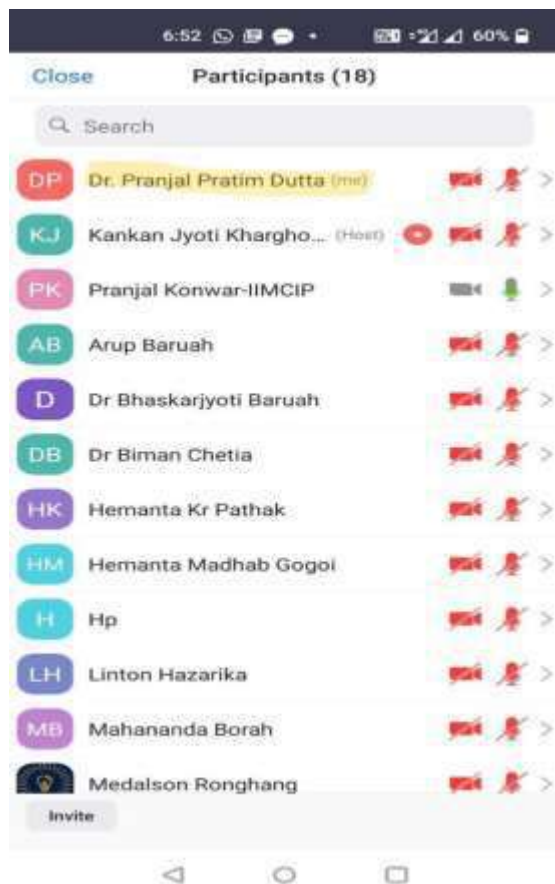 6:52 60%
Close Participants (18)
Search
DP Dr. Pranjal Pratim Dutta (me)
KJ Kankan Jyoti Khargho... (Host)
PK Pranjal Konwar-IIMCIP
AB Arup Baruah
D Dr Bhaskarjyoti Baruah
DB Dr Biman Chetia
HK Hemanta Kr Pathak
HM Hemanta Madhab Gogoi
H Hp
LH Linton Hazarika
MB Mahananda Borah
Medalson Ronghang
Invite